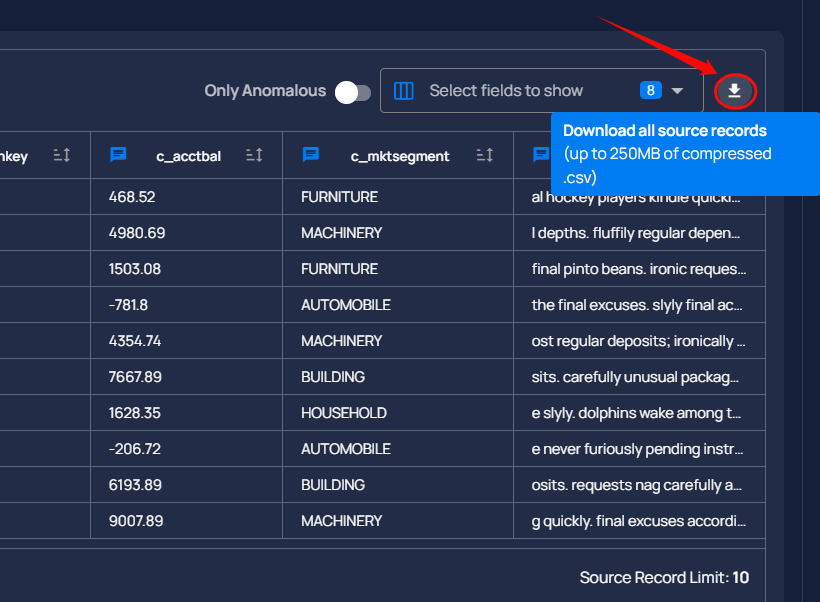 Only Anomalous Select fields to show 8
Download all source records
(up to 250MB of compressed
.csv)
nkey c_acctbal c_mktsegment
468.52 FURNITURE al hockey players kindle quickl...
4980.69 MACHINERY l depths. fluffily regular depen...
1503.08 FURNITURE final pinto beans. ironic reques...
-781.8 AUTOMOBILE the final excuses. slyly final ac...
4354.74 MACHINERY ost regular deposits; ironically ...
7667.89 BUILDING sits. carefully unusual packag...
1628.35 HOUSEHOLD e slyly. dolphins wake among t...
-206.72 AUTOMOBILE e never furiously pending instr...
6193.89 BUILDING osits. requests nag carefully a...
9007.89 MACHINERY g quickly. final excuses accordi...
Source Record Limit: 10